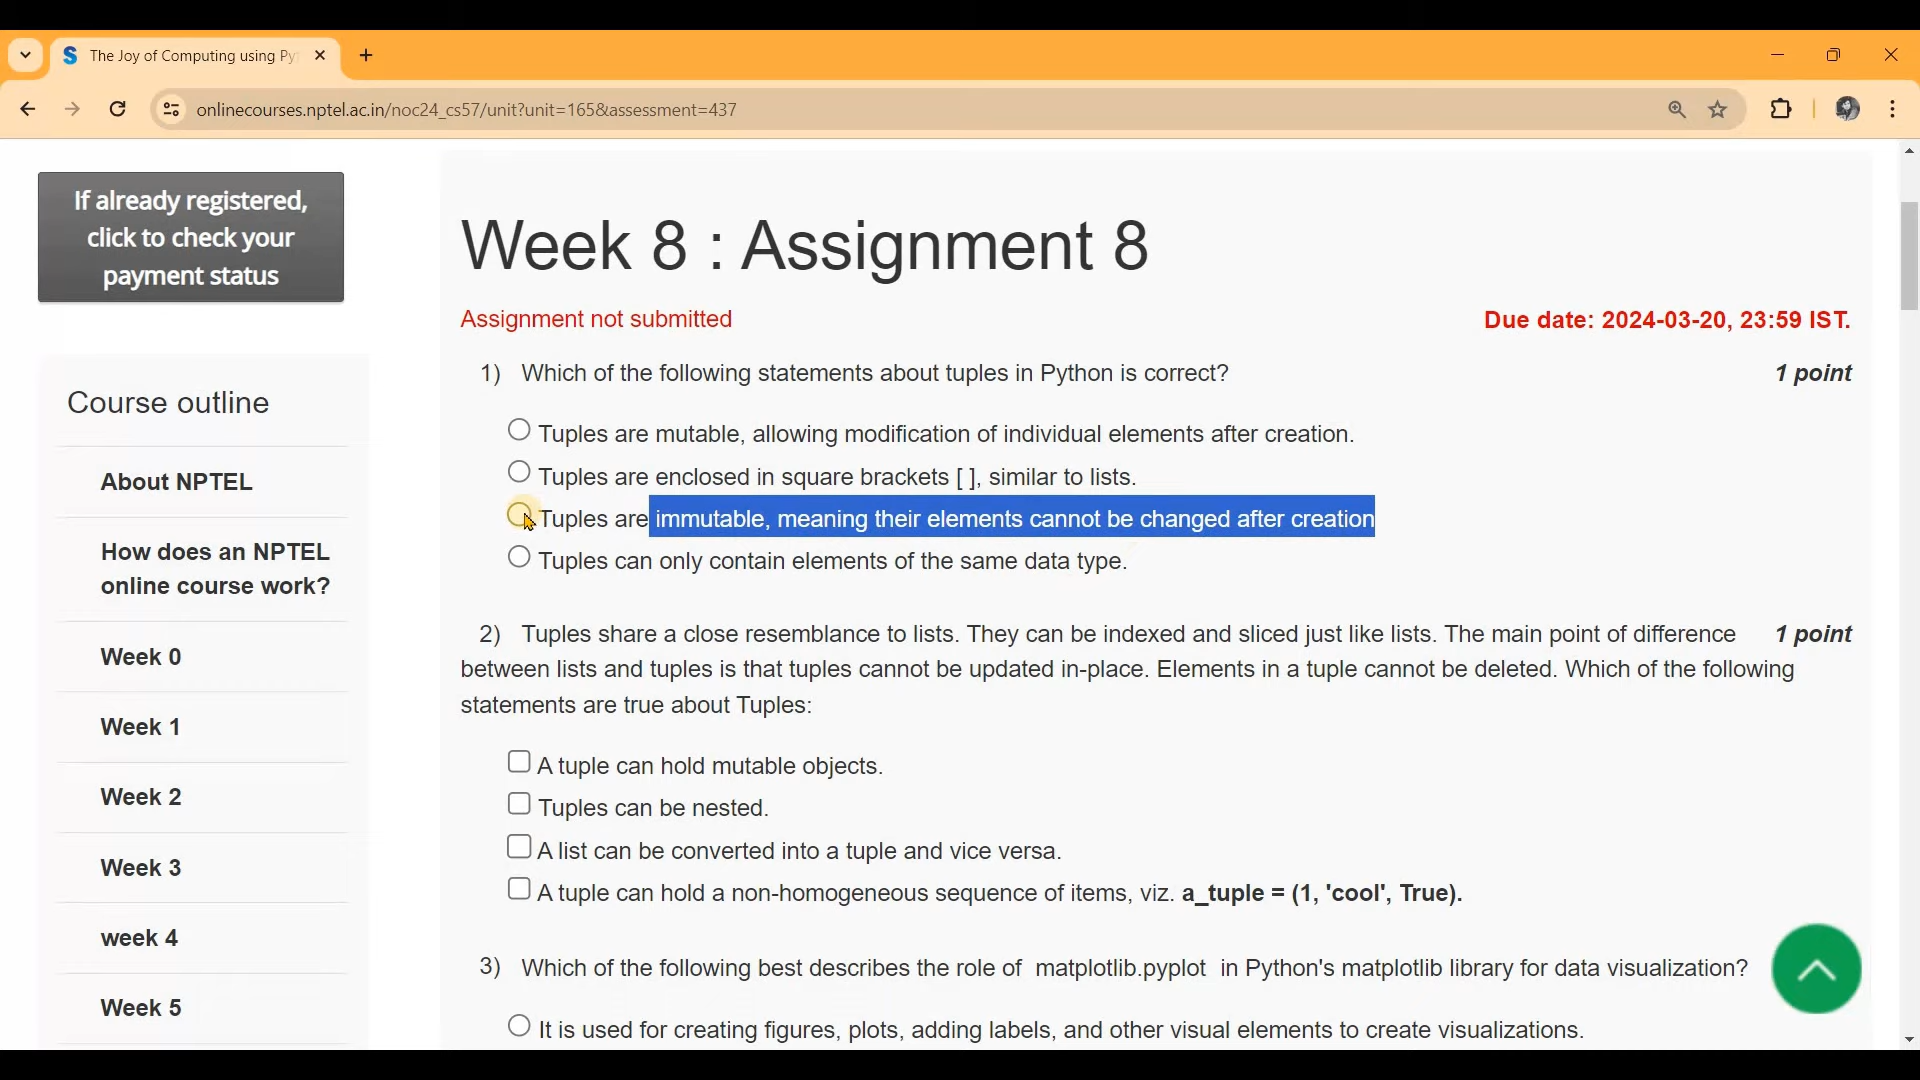 The Joy of Computing using Py
onlinecourses.nptel.ac.in/noc24_cs57/unit?unit=165&assessment=437
If already registered,
click to check your
payment status
Course outline
About NPTEL
How does an NPTEL
online course work?
Week 0
Week 1
Week 2
Week 3
week 4
Week 5
Week 8 : Assignment 8
Assignment not submitted
Due date: 2024-03-20, 23:59 IST.
1) Which of the following statements about tuples in Python is correct? 1 point
Tuples are mutable, allowing modification of individual elements after creation.
Tuples are enclosed in square brackets [ ], similar to lists.
Tuples are immutable, meaning their elements cannot be changed after creation
Tuples can only contain elements of the same data type.
2) Tuples share a close resemblance to lists. They can be indexed and sliced just like lists. The main point of difference 1 point
between lists and tuples is that tuples cannot be updated in-place. Elements in a tuple cannot be deleted. Which of the following
statements are true about Tuples:
A tuple can hold mutable objects.
Tuples can be nested.
A list can be converted into a tuple and vice versa.
A tuple can hold a non-homogeneous sequence of items, viz. a_tuple = (1, 'cool', True).
3) Which of the following best describes the role of matplotlib.pyplot in Python's matplotlib library for data visualization?
It is used for creating figures, plots, adding labels, and other visual elements to create visualizations.